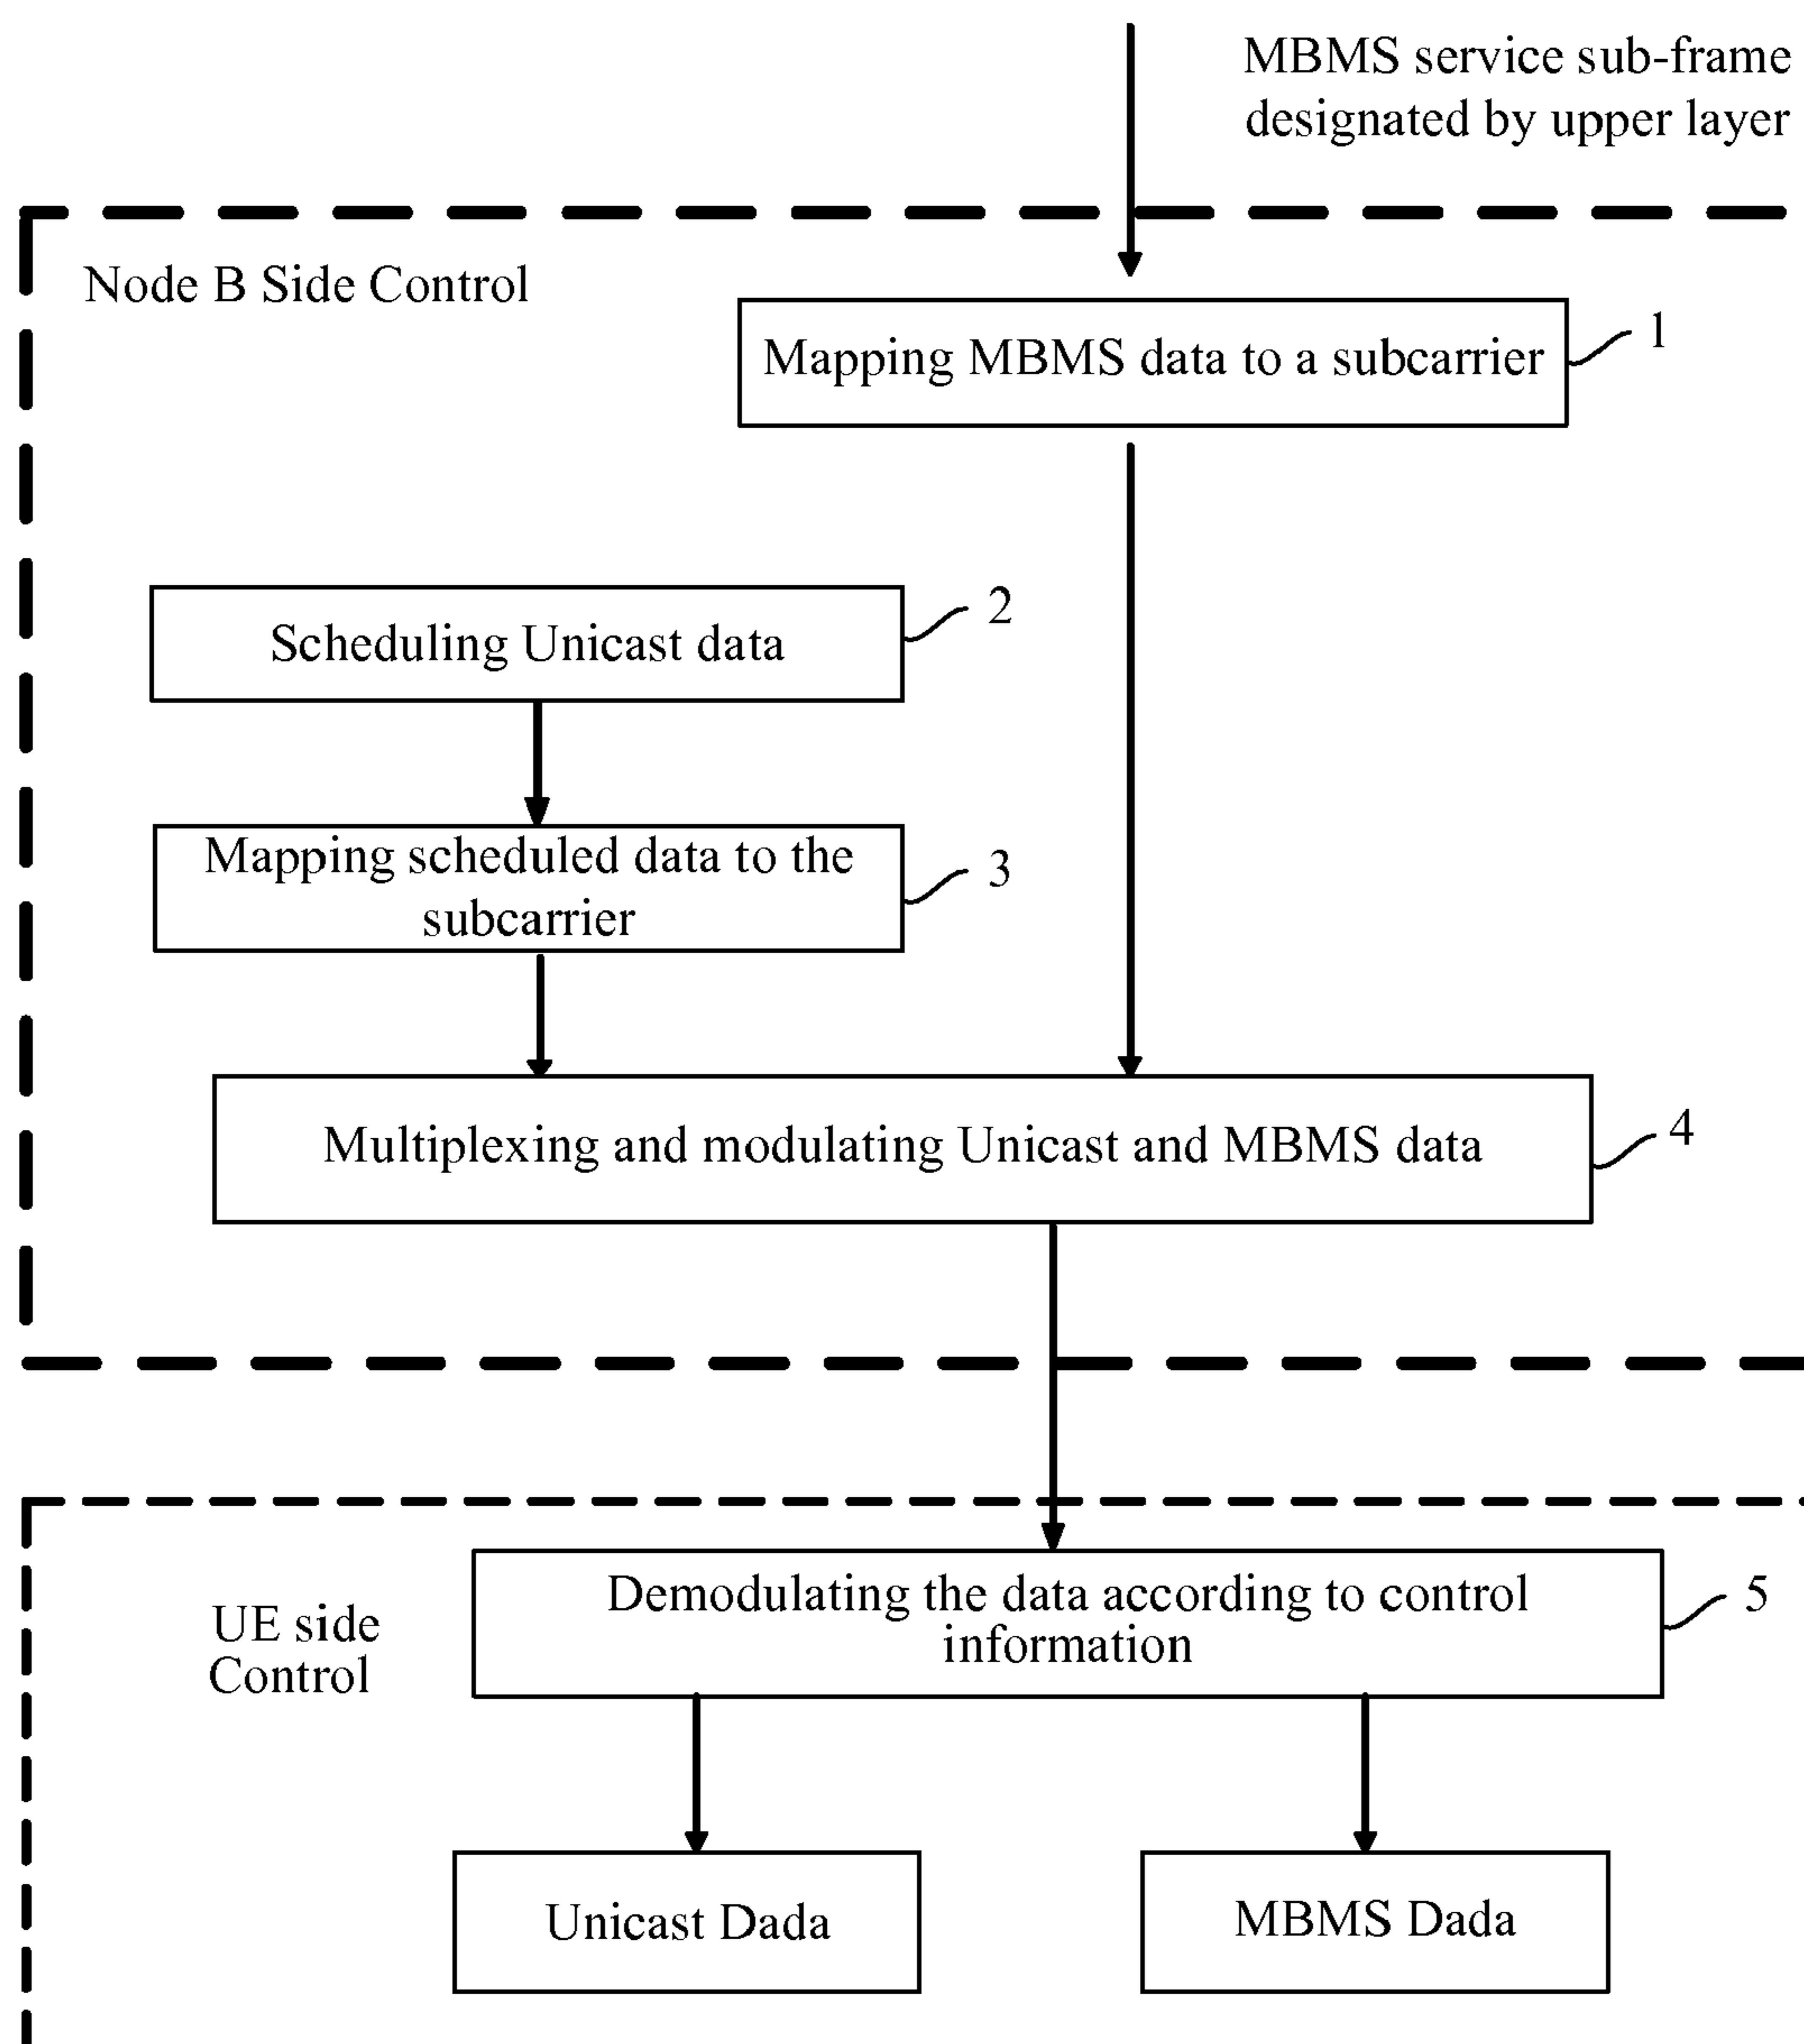 MBMS service sub-frame
designated by upper layer
Node B Side Control
Mapping MBMS data to a subcarrier
1
Scheduling Unicast data
2
Mapping scheduled data to the
subcarrier
3
Multiplexing and modulating Unicast and MBMS data
4
UE side
Control
Demodulating the data according to control
information
5
Unicast Dada
MBMS Dada